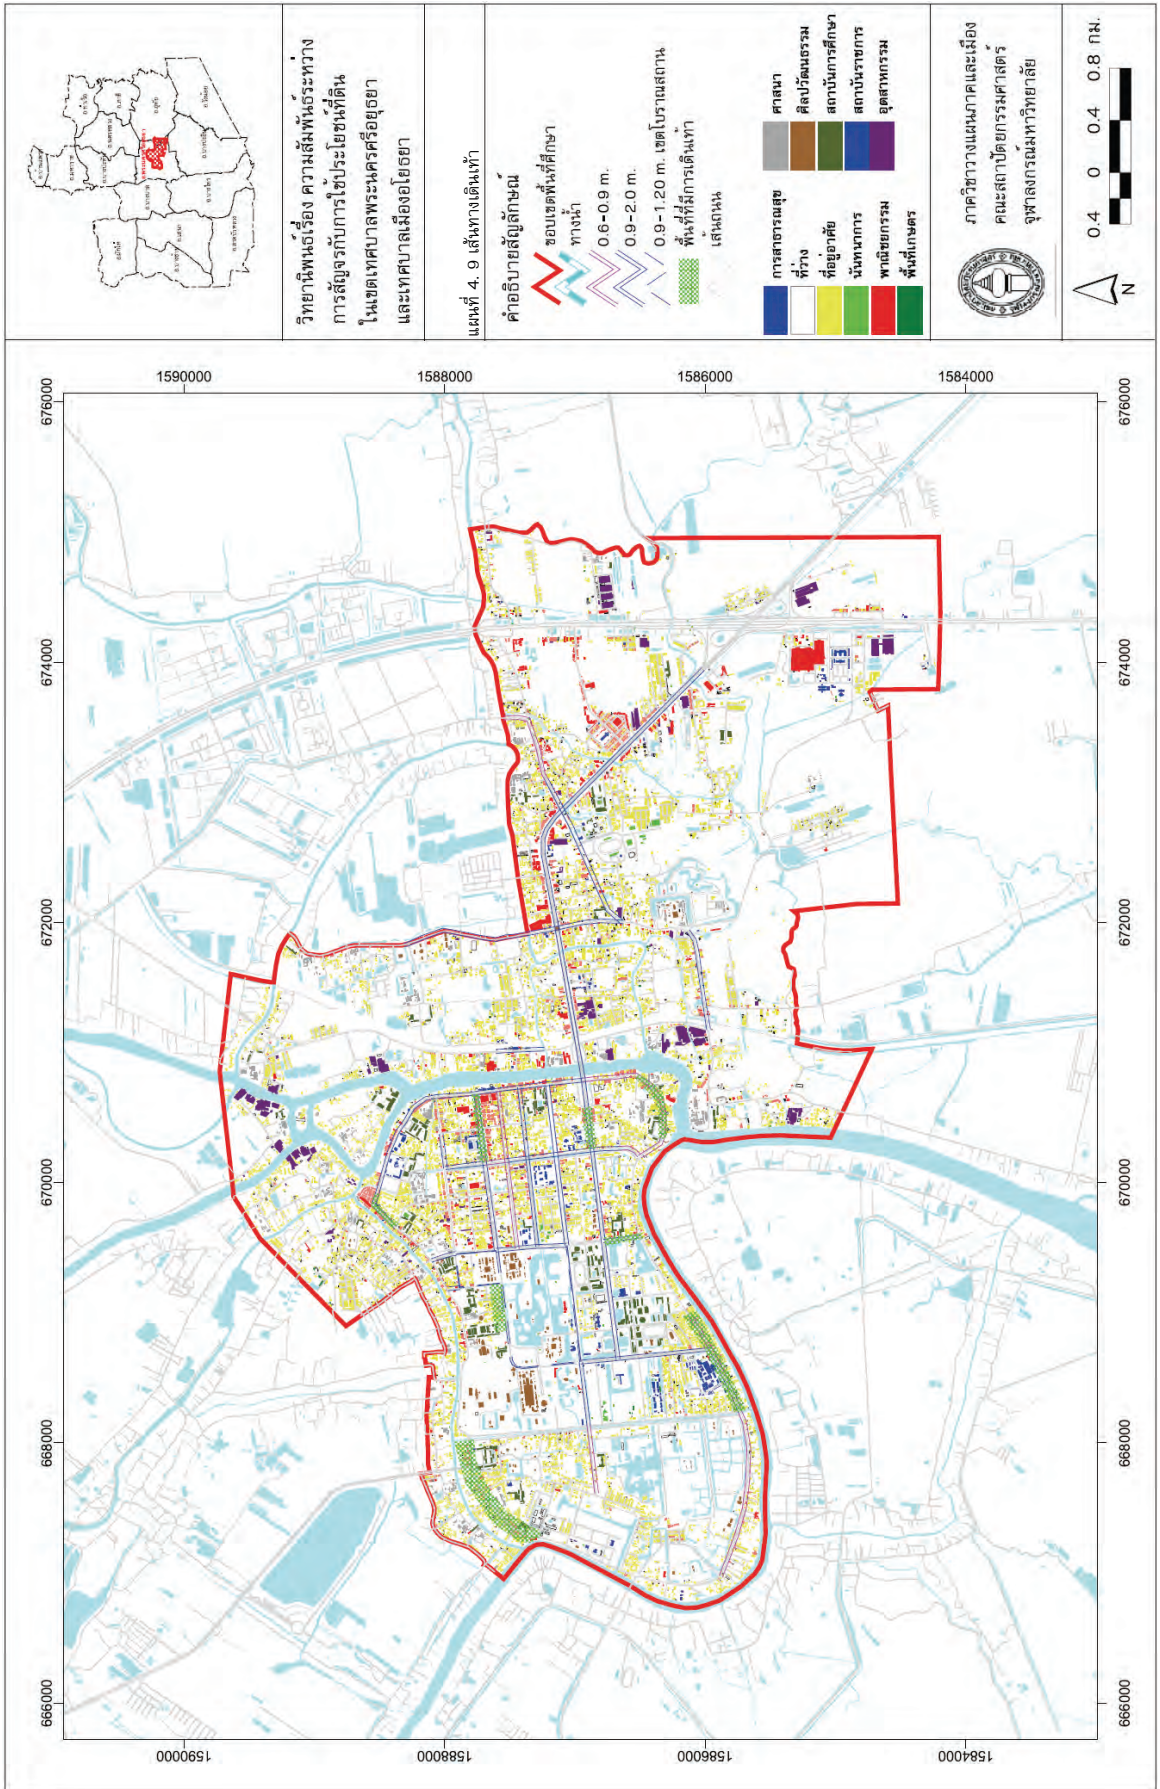 วิทยานิพนธ์เรื่อง ความสัมพันธ์ระหว่าง
การสัญจรกับการใช้ประโยชน์ที่ดิน
ในเขตเทศบาลพระนครศรีอยุธยา
และเทศบาลเมืองอโยธยา
แผนที่ 4. 9 เส้นทางเดินเท้า
คำอธิบายสัญลักษณ์
ขอบเขตพื้นที่ศึกษา
ทางน้ำ
0.6-0.9 m.
0.9-2.0 m.
0.9-1.20 m. เขตโบราณสถาน
พื้นที่ที่มีการเดินเท้า
เส้นถนน
การสาธารณสุข
ที่ว่าง
ที่อยู่อาศัย
นันทนาการ
พาณิชยกรรม
พื้นที่เกษตร
ศาสนา
ศิลปวัฒนธรรม
สถาบันการศึกษา
สถาบันราชการ
อุตสาหกรรม
ภาควิชาวางแผนภาคและเมือง
คณะสถาปัตยกรรมศาสตร์
จุฬาลงกรณ์มหาวิทยาลัย
N
0.4 0 0.4 0.8 กม.
666000 668000 670000 672000 674000 676000
1590000 1588000 1586000 1584000
1590000 1588000 1586000 1584000
666000 668000 670000 672000 674000 676000